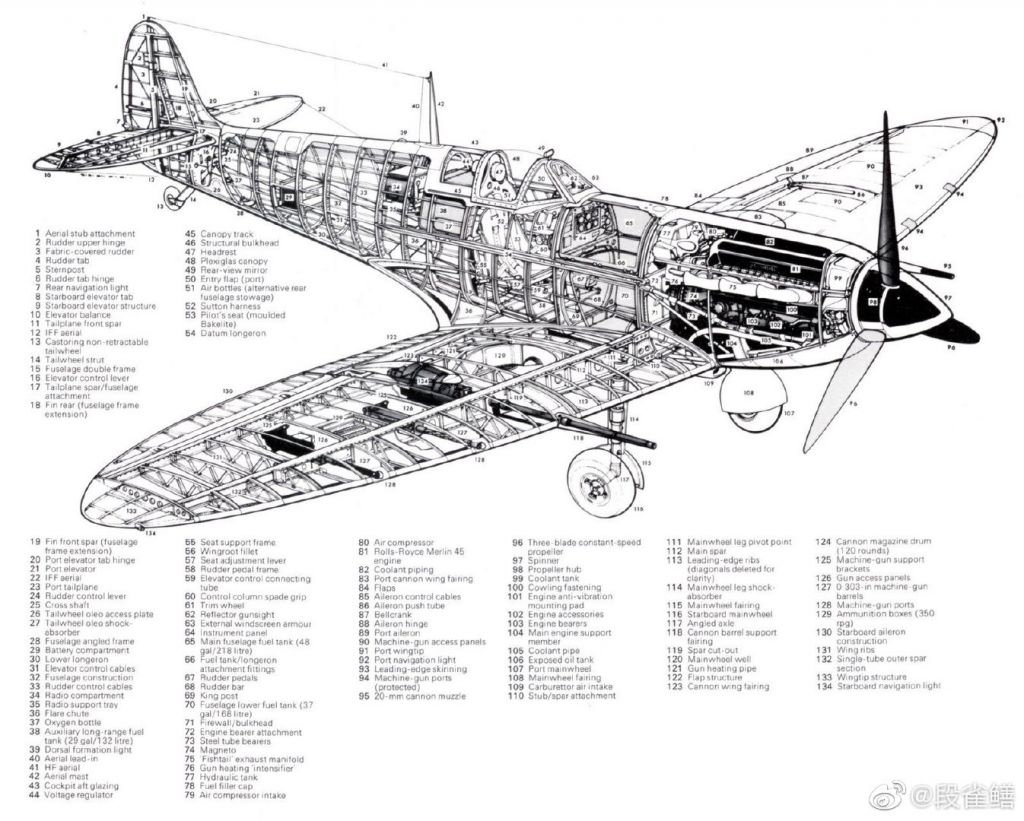 1 Aerial stub attachment
2 Rudder upper hinge
3 Fabric-covered rudder
4 Rudder tab
5 Sternpost
6 Rudder tab hinge
7 Rear navigation light
8 Starboard elevator tab
9 Starboard elevator structure
10 Elevator balance
11 Tailplane front spar
12 IFF aerial
13 Castoring non-retractable
tailwheel
14 Tailwheel strut
15 Fuselage double frame
16 Elevator control lever
17 Tailplane spar/fuselage
attachment
18 Fin rear (fuselage frame
extension)
45 Canopy track
46 Structural bulkhead
47 Headrest
48 Plexiglas canopy
49 Rear-view mirror
50 Entry flap (port)
51 Air bottles (alternative rear
fuselage stowage)
52 Sutton harness
53 Pilot's seat (moulded
Bakelite)
54 Datum longeron
19 Fin front spar (fuselage
frame extension)
20 Port elevator tab hinge
21 Port elevator
22 IFF aerial
23 Port tailplane
24 Rudder control lever
25 Cross shaft
26 Tailwheel oleo access plate
27 Tailwheel oleo shock-
absorber
28 Fuselage angled frame
29 Battery compartment
30 Lower longeron
31 Elevator control cables
32 Fuselage construction
33 Rudder control cables
34 Radio compartment
35 Radio support tray
36 Flare chute
37 Oxygen bottle
38 Auxiliary long-range fuel
tank (29 gal/132 litre)
39 Dorsal formation light
40 Aerial lead-in
41 HF aerial
42 Aerial mast
43 Cockpit aft glazing
44 Voltage regulator
55 Seat support frame
56 Wingroot fillet
57 Seat adjustment lever
58 Rudder pedal frame
59 Elevator control connecting
tube
60 Control column spade grip
61 Trim wheel
62 Reflector gunsight
63 External windscreen armour
64 Instrument panel
65 Main fuselage fuel tank (48
gal/218 litre)
66 Fuel tank/longeron
attachment fittings
67 Rudder pedals
68 Rudder bar
69 King post
70 Fuselage lower fuel tank (37
gal/168 litre)
71 Firewall/bulkhead
72 Engine bearer attachment
73 Steel tube bearers
74 Magneto
75 'Fishtail' exhaust manifold
76 Gun heating 'intensifier'
77 Hydraulic tank
78 Fuel filler cap
79 Air compressor intake
80 Air compressor
81 Rolls-Royce Merlin 45
engine
82 Coolant piping
83 Port cannon wing fairing
84 Flaps
85 Aileron control cables
86 Aileron push tube
87 Bellcrank
88 Aileron hinge
89 Port aileron
90 Machine-gun access panels
91 Port wingtip
92 Port navigation light
93 Leading-edge skinning
94 Machine-gun ports
(protected)
95 20-mm cannon muzzle
96 Three-blade constant-speed
propeller
97 Spinner
98 Propeller hub
99 Coolant tank
100 Cowling fastening
101 Engine anti-vibration
mounting pad
102 Engine accessories
103 Engine bearers
104 Main engine support
member
105 Coolant pipe
106 Exposed oil tank
107 Port mainwheel
108 Mainwheel fairing
109 Carburettor air intake
110 Stub/spar attachment
111 Mainwheel leg pivot point
112 Main spar
113 Leading-edge ribs
(diagonals deleted for
clarity)
114 Mainwheel leg shock-
absorber
115 Mainwheel fairing
116 Starboard mainwheel
117 Angled axle
118 Cannon barrel support
fairing
119 Spar cut-out
120 Mainwheel well
121 Gun heating pipe
122 Flap structure
123 Cannon wing fairing
124 Cannon magazine drum
(120 rounds)
125 Machine-gun support
brackets
126 Gun access panels
127 0.303-in machine-gun
barrels
128 Machine-gun ports
129 Ammunition boxes (350
rpg)
130 Starboard aileron
construction
131 Wing ribs
132 Single-tube outer spar
section
133 Wingtip structure
134 Starboard navigation light
@段雀鳝